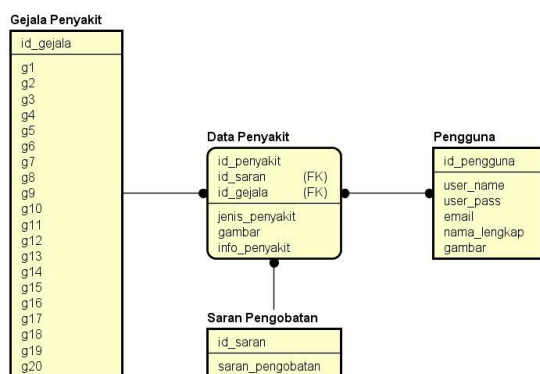 Gejala Penyakit
id_gejala
g1
g2
g3
g4
g5
g6
g7
g8
g9
g10
g11
g12
g13
g14
g15
g16
g17
g18
g19
g20
Data Penyakit
id_penyakit
id_saran (FK)
id_gejala (FK)
jenis_penyakit
gambar
info_penyakit
Pengguna
id_pengguna
user_name
user_pass
email
nama_lengkap
gambar
Saran Pengobatan
id_saran
saran_pengobatan